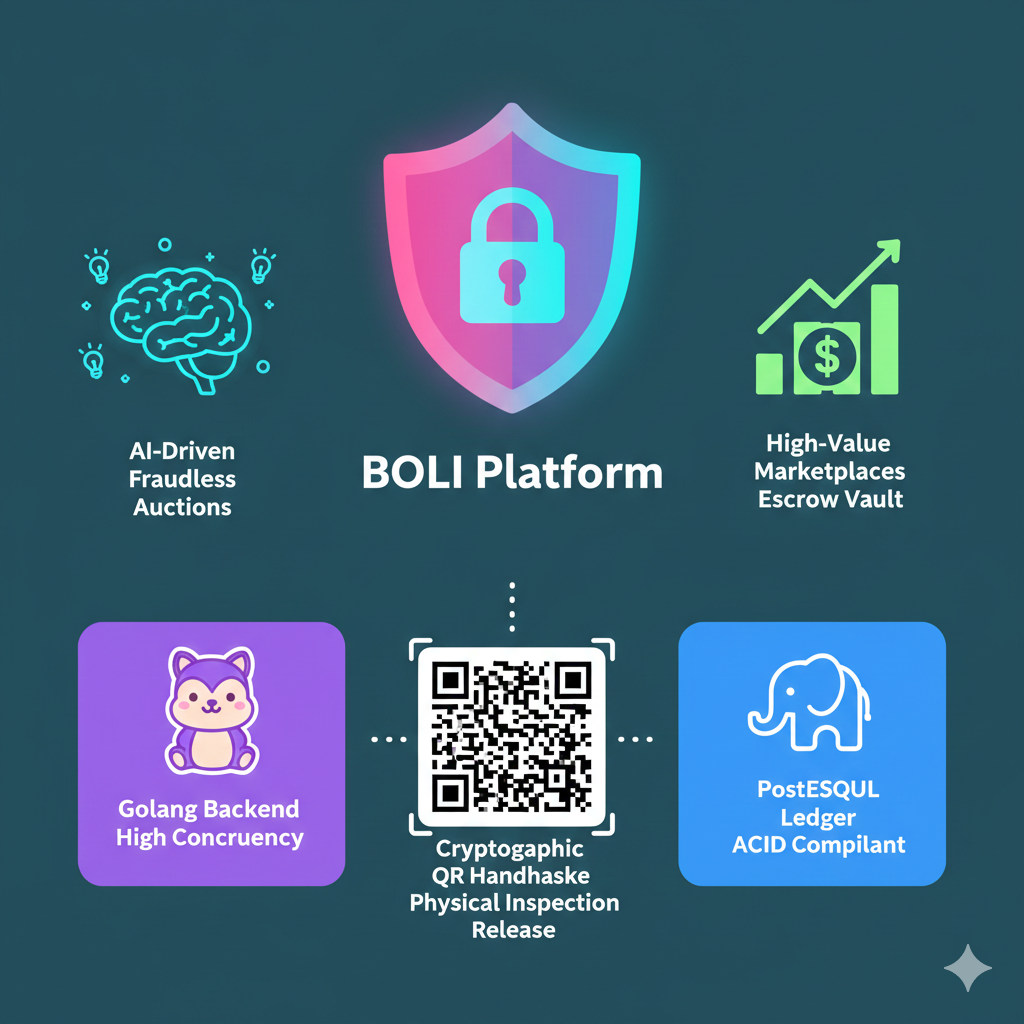 BOLI Platform
AI-Driven
Fraudless
Auctions
High-Value
Marketplaces
Escrow Vault
$
Golang Backend
High Concruency
Cryptogaphic
QR Handhaske
Physical Inspection
Release
PostESQUL
Ledger
ACID Compilant